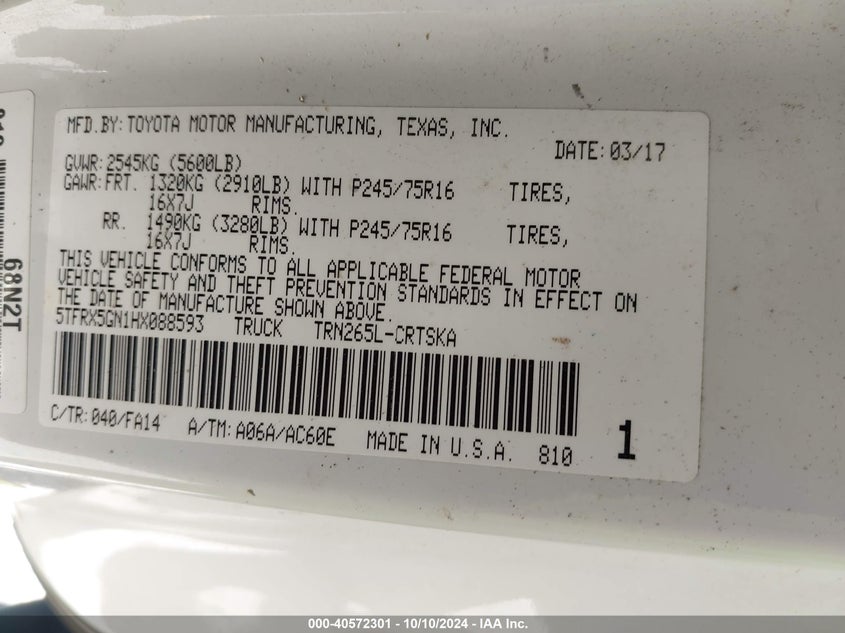 MFD.BY: TOYOTA MOTOR MANUFACTURING, TEXAS, INC.
DATE: 03/17
GVWR: 2545KG (5600LB)
GAWR: FRT. 1320KG (2910LB) WITH P245/75R16 TIRES,
16X7J RIMS.
RR. 1490KG (3280LB) WITH P245/75R16 TIRES,
16X7J RIMS.
THIS VEHICLE CONFORMS TO ALL APPLICABLE FEDERAL MOTOR
VEHICLE SAFETY AND THEFT PREVENTION STANDARDS IN EFFECT ON
THE DATE OF MANUFACTURE SHOWN ABOVE.
5TFRX5GN1HX088593 TRUCK TRN265L-CRTSKA
C/TR: 040/FA14 A/TM: A06A/AC60E MADE IN U.S.A. 810
1
68N2T
000-40572301 - 10/10/2024 - IAA Inc.